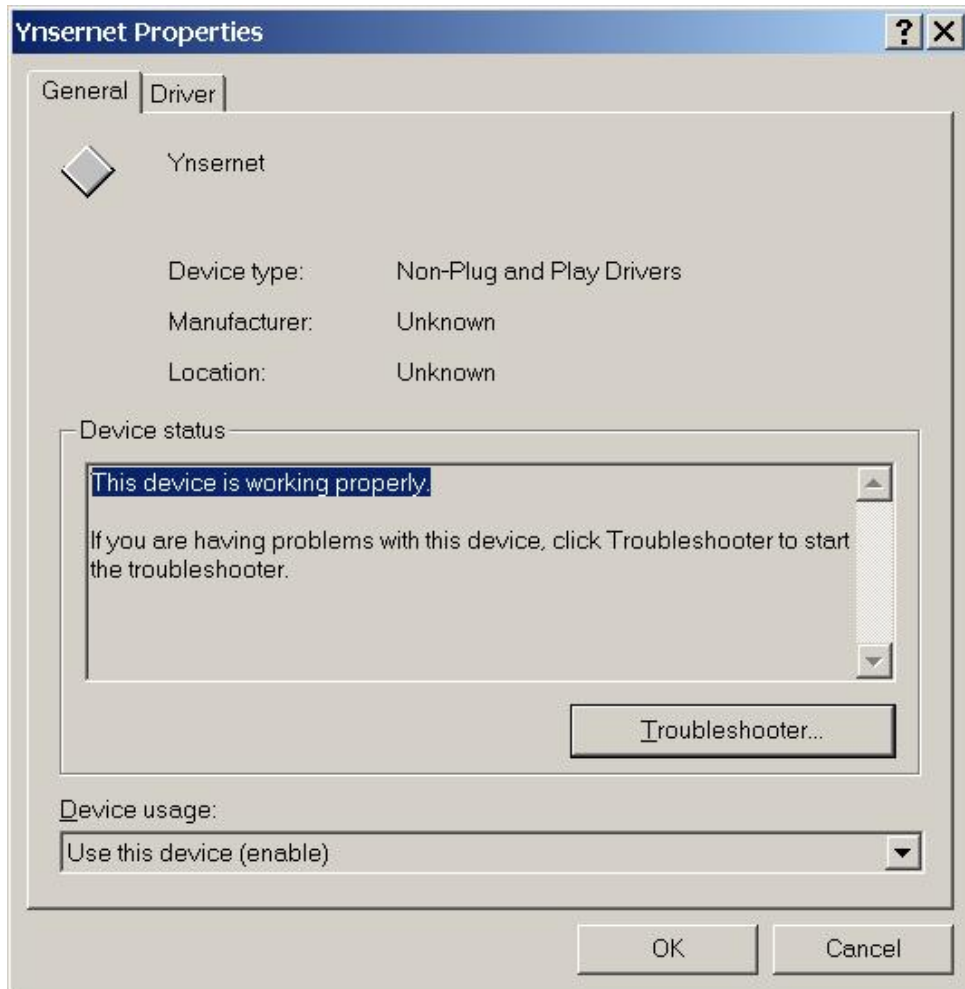 Ynsernet Properties
General
Driver
Ynsernet
Device type: Non-Plug and Play Drivers
Manufacturer: Unknown
Location: Unknown
Device status
This device is working properly.
If you are having problems with this device, click Troubleshooter to start
the troubleshooter.
Troubleshooter...
Device usage:
Use this device (enable)
OK
Cancel